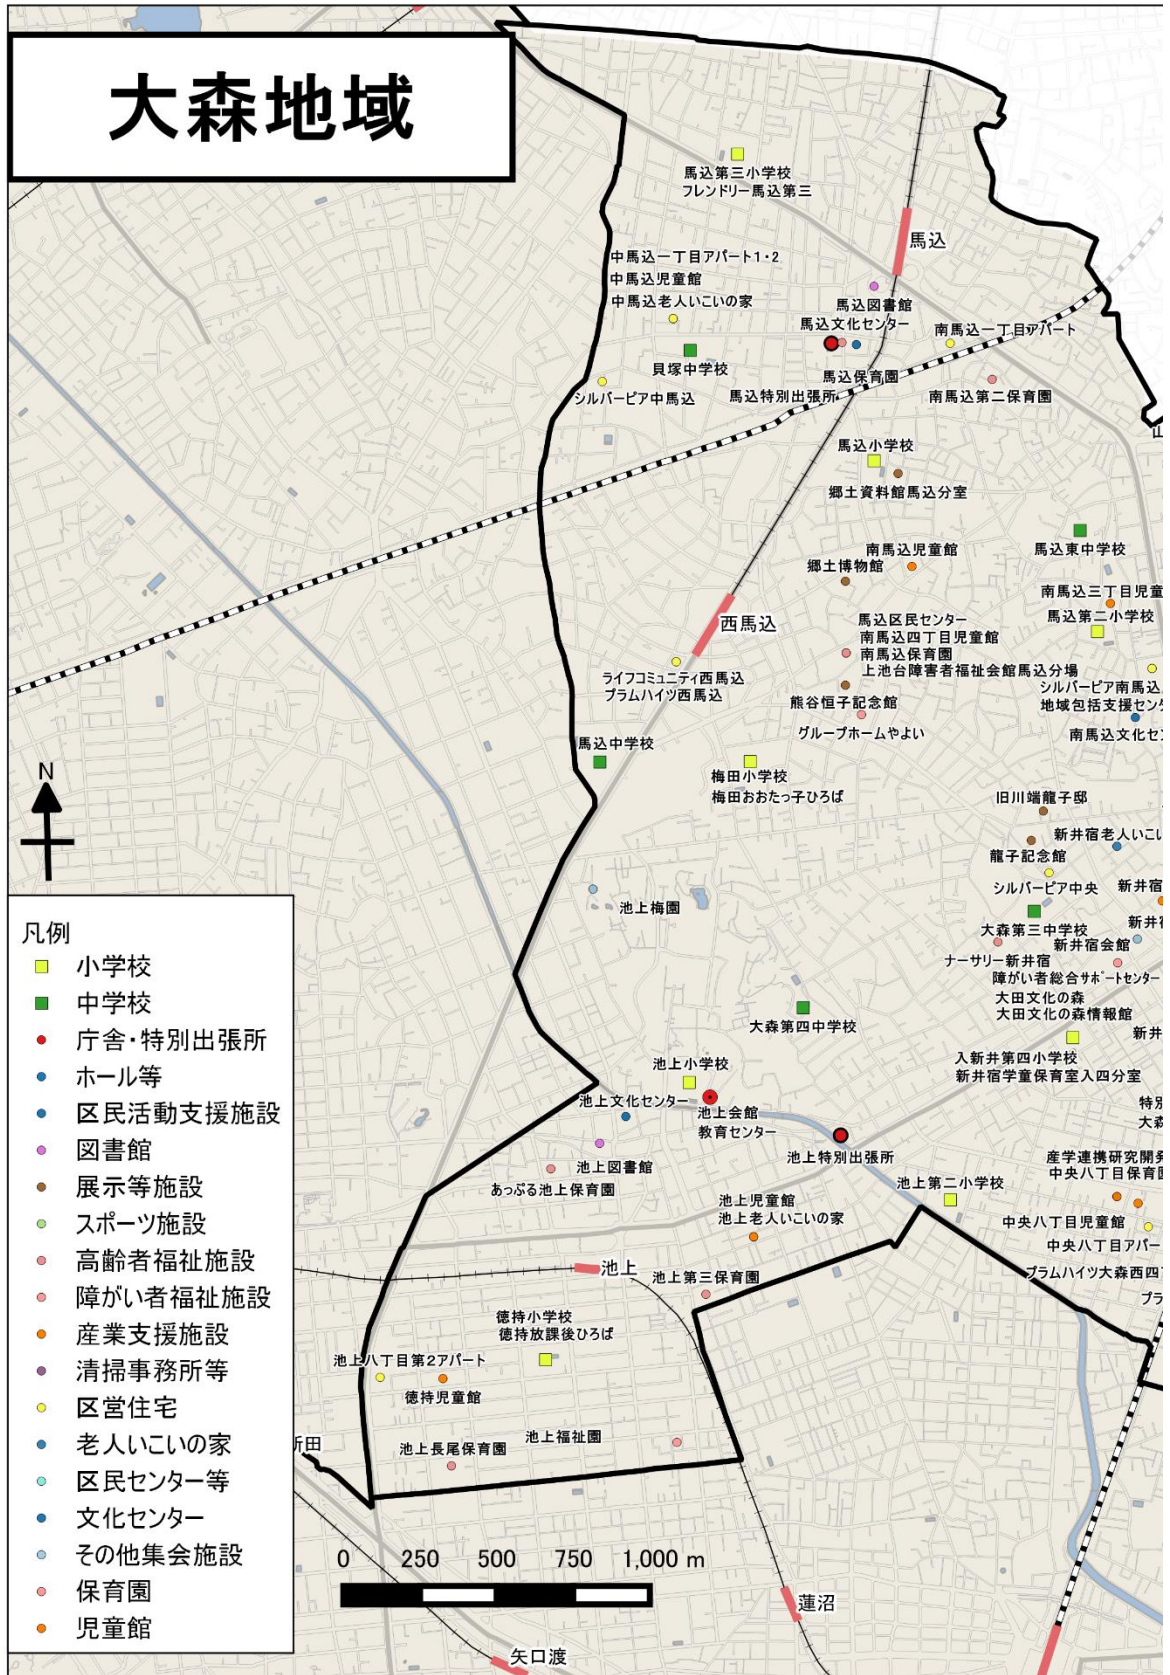 大森地域
馬込第三小学校
フレンドリー馬込第三
馬込
中馬込一丁目アパート1・2
中馬込児童館
中馬込老人いこいの家
馬込図書館
馬込文化センター
南馬込一丁目アパート
貝塚中学校
馬込保育園
シルバーピア中馬込
馬込特別出張所
南馬込第二保育園
馬込小学校
郷土資料館馬込分室
馬込東中学校
南馬込児童館
郷土博物館
南馬込三丁目児童
馬込第二小学校
西馬込
馬込区民センター
南馬込四丁目児童館
南馬込保育園
上池台障害者福祉会館馬込分場
ライフコミュニティ西馬込
プラムハイツ西馬込
シルバーピア南馬込
地域包括支援セン
熊谷恒子記念館
グループホームやよい
南馬込文化セ
馬込中学校
梅田小学校
梅田おおたっ子ひろば
N
旧川端龍子邸
新井宿老人いこい
龍子記念館
シルバーピア中央
新井宿
池上梅園
大森第三中学校
新井宿会館
ナーサリー新井宿
障がい者総合サポートセンター
大田文化の森
大田文化の森情報館
大森第四中学校
新井
入新井第四小学校
新井宿学童保育室入四分室
池上小学校
池上文化センター
池上会館
教育センター
特別
大森
池上特別出張所
産学連携研究開発
中央八丁目保育園
池上図書館
あっぷる池上保育園
池上第二小学校
池上児童館
池上老人いこいの家
中央八丁目児童館
中央八丁目アパー
池上
池上第三保育園
プラムハイツ大森西四
プラ
徳持小学校
徳持放課後ひろば
池上八丁目第2アパート
徳持児童館
池上長尾保育園
池上福祉園
新田
凡例
小学校
中学校
庁舎・特別出張所
ホール等
区民活動支援施設
図書館
展示等施設
スポーツ施設
高齢者福祉施設
障がい者福祉施設
産業支援施設
清掃事務所等
区営住宅
老人いこいの家
区民センター等
文化センター
その他集会施設
保育園
児童館
0 250 500 750 1,000 m
蓮沼
矢口渡